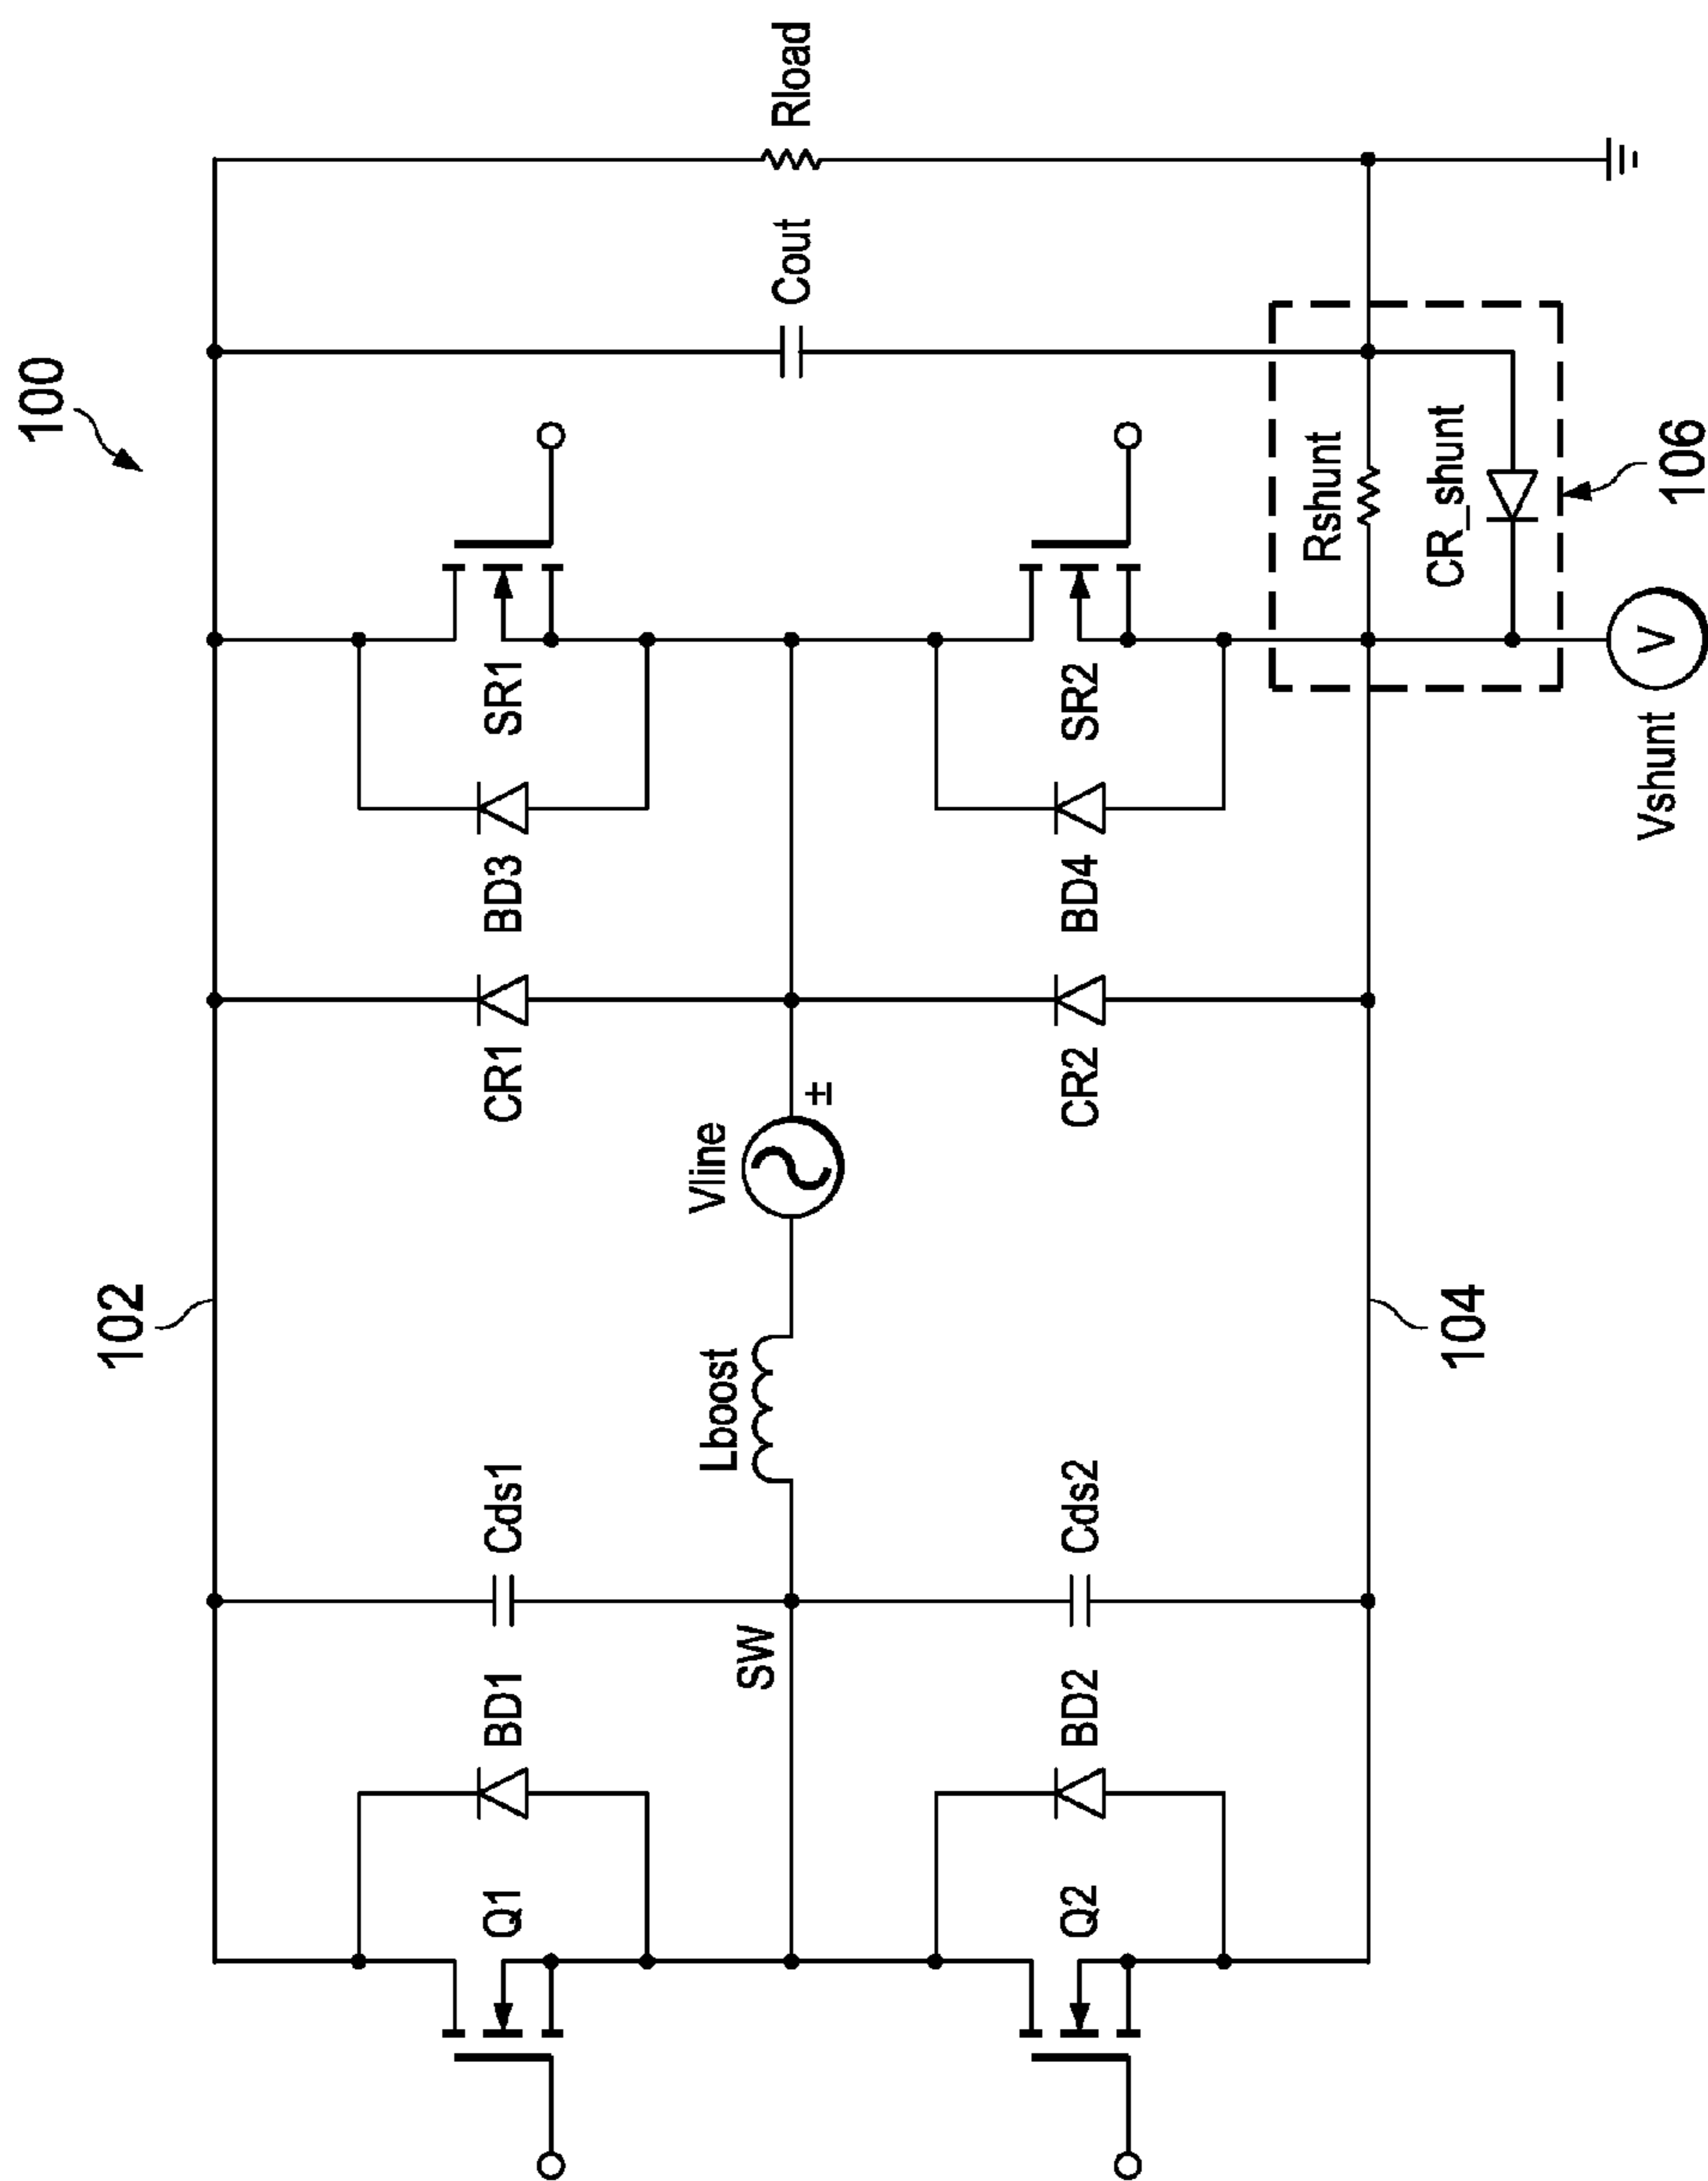 100
102
Q1
BD1
Cds1
CR1
BD3
SR1
SW
Lboost
Vline
±
Cout
Rload
Q2
BD2
Cds2
CR2
BD4
SR2
Rshunt
CR_shunt
104
106
Vshunt
V